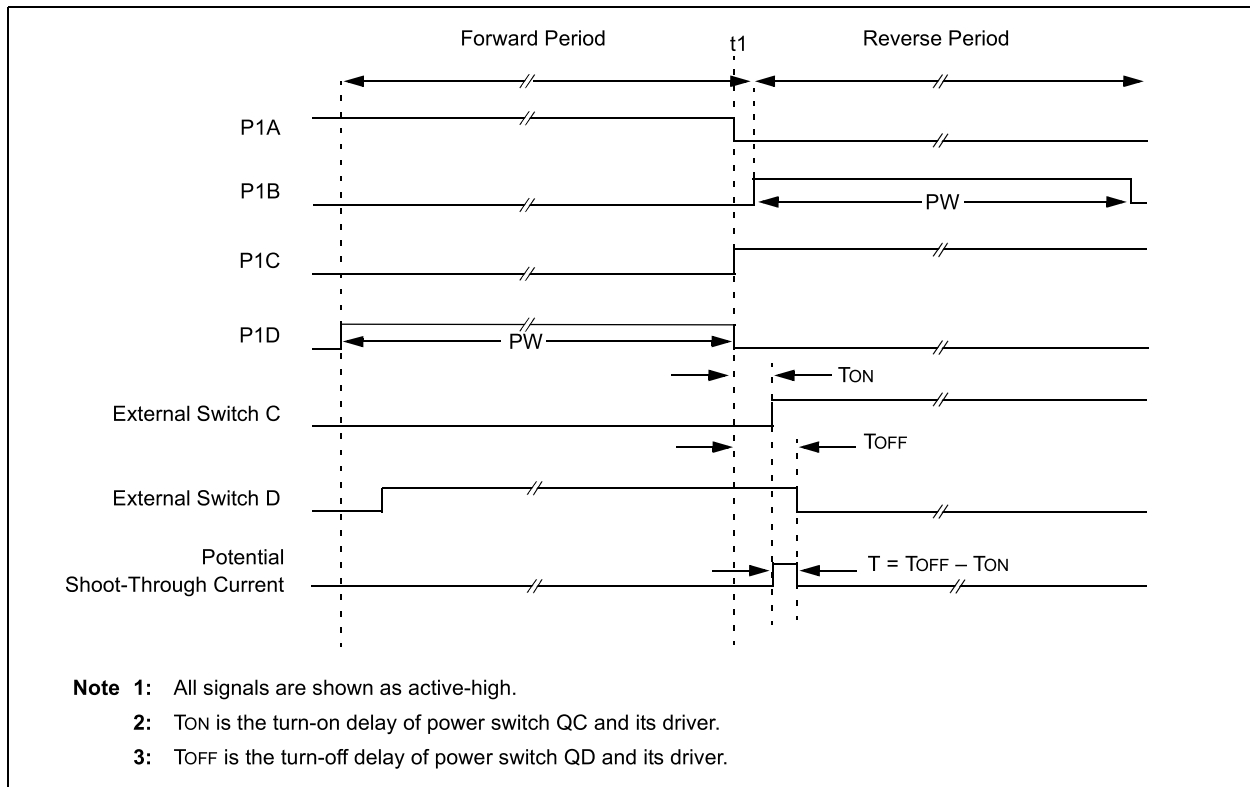 Forward Period
t1
Reverse Period
P1A
P1B
PW
P1C
P1D
PW
TON
External Switch C
TOFF
External Switch D
Potential
Shoot-Through Current
T = TOFF – TON
Note 1: All signals are shown as active-high.
2: TON is the turn-on delay of power switch QC and its driver.
3: TOFF is the turn-off delay of power switch QD and its driver.